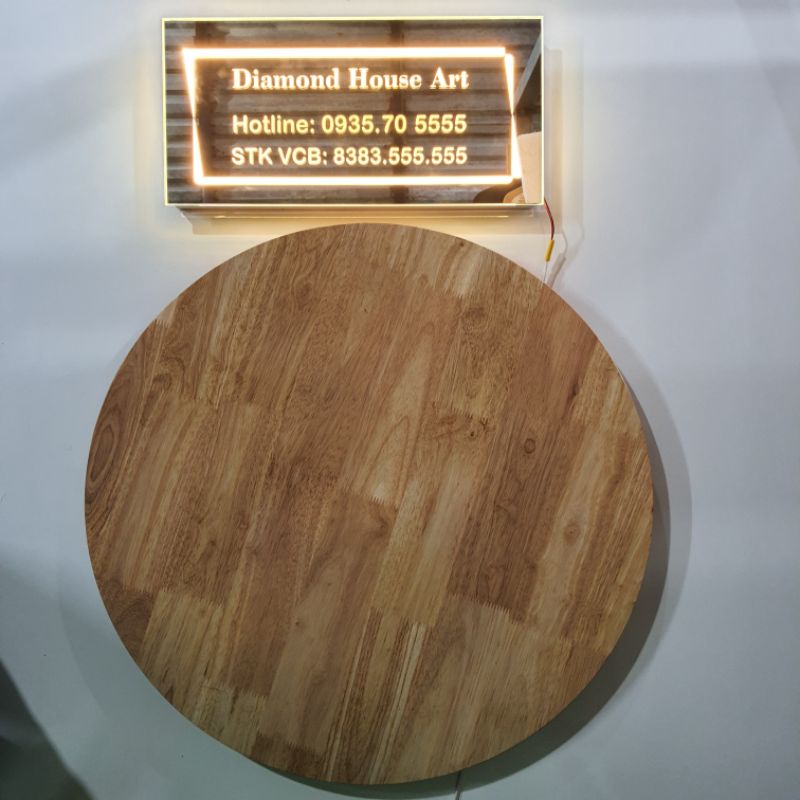 Diamond House Art
Hotline: 0935.70 5555
STK VCB: 8383.555.555